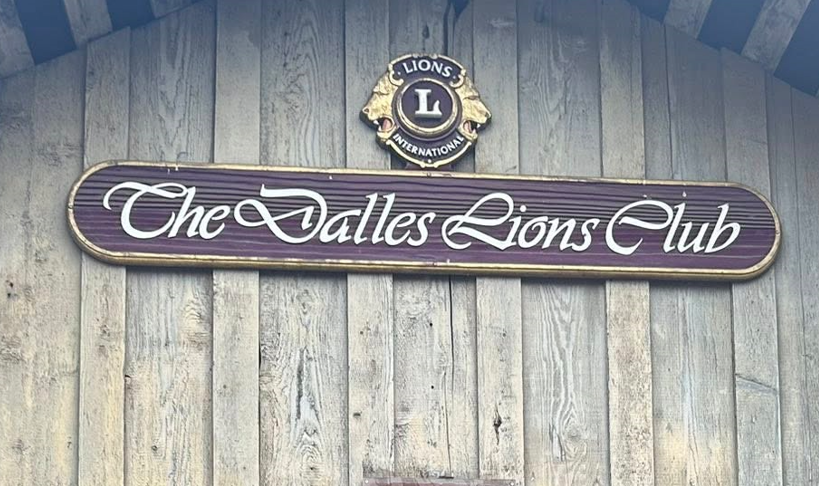 LIONS
L
INTERNATIONAL
The Dalles Lions Club